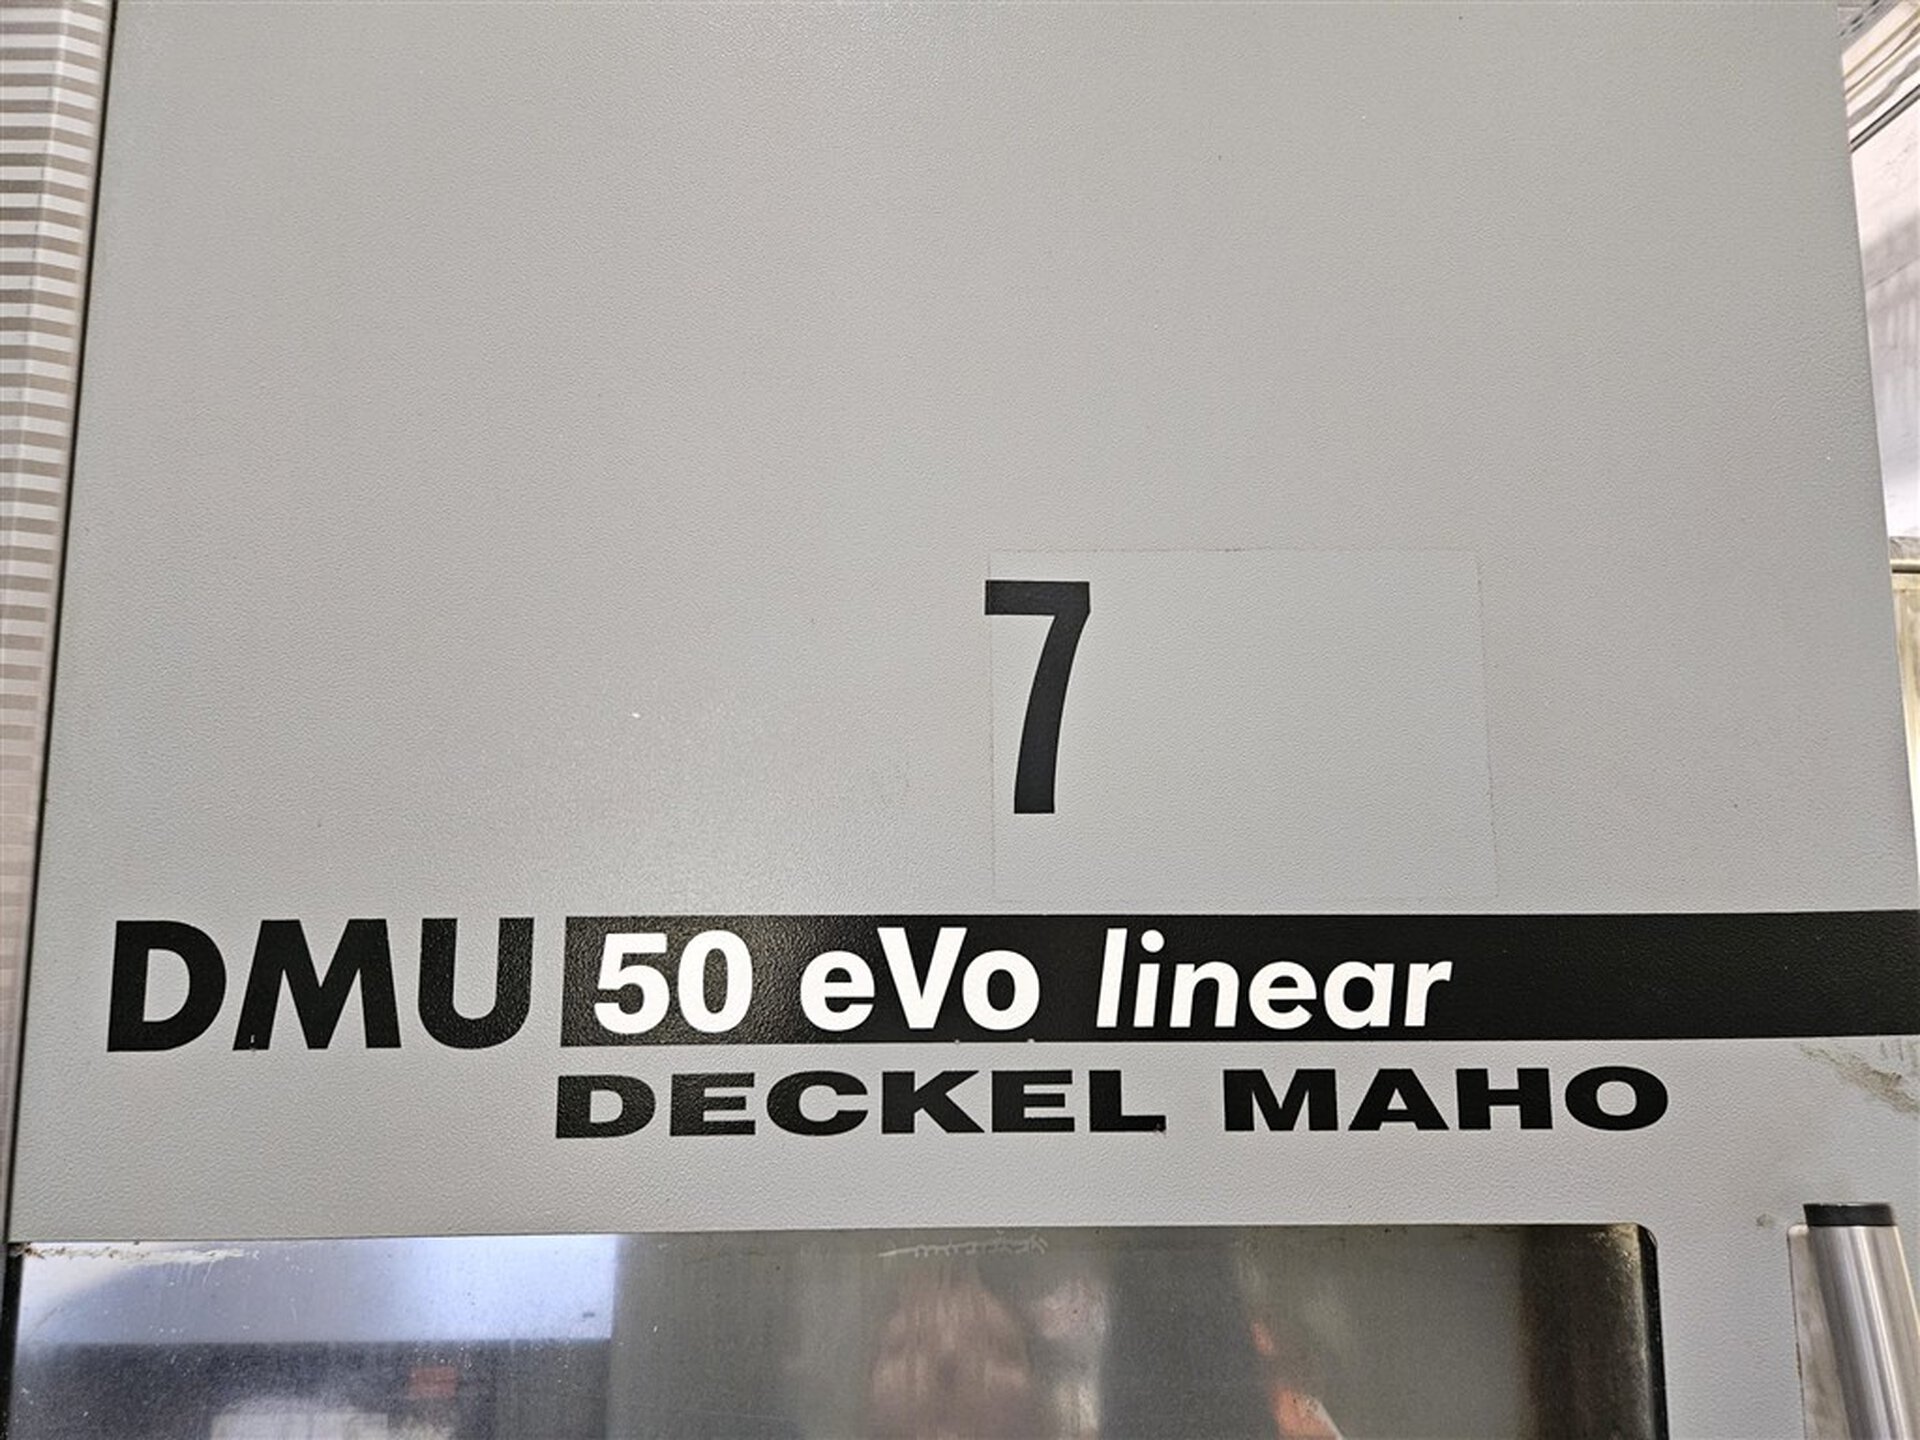 7
DMU 50 eVo linear
DECKEL MAHO